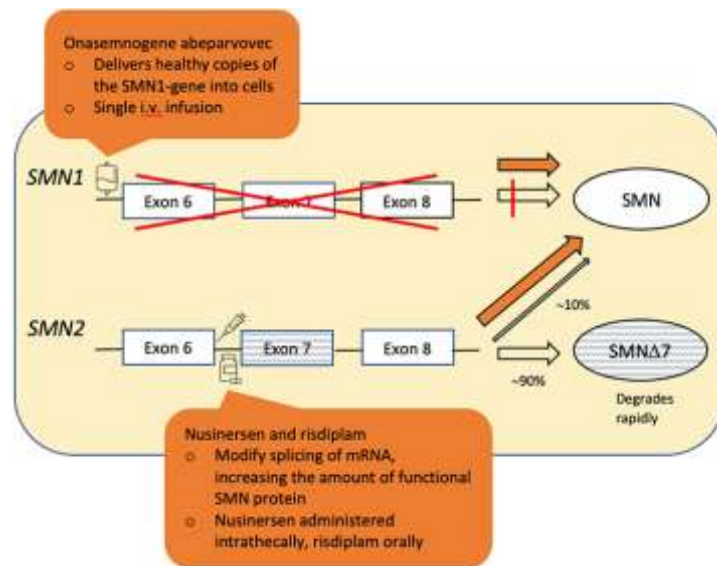 Onasemnogene abeparvovec
o Delivers healthy copies of
the SMN1-gene into cells
o Single i.v. infusion
SMN1
Exon 6
Exon 7
Exon 8
SMN
SMN2
Exon 6
Exon 7
Exon 8
~10%
~90%
SMNΔ7
Degrades
rapidly
Nusinersen and risdiplam
o Modify splicing of mRNA,
increasing the amount of functional
SMN protein
o Nusinersen administered
intrathecally, risdiplam orally